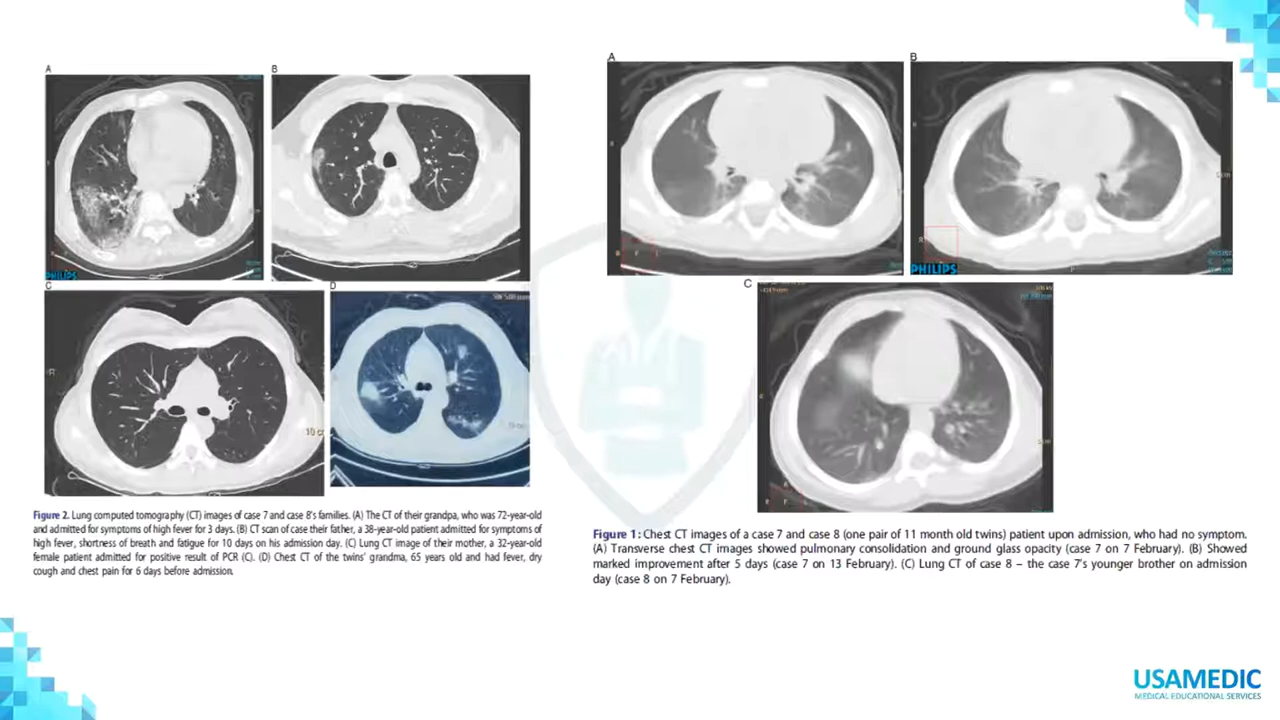 A
B
PHILIPS
C
D
10 c
Figure 2. Lung computed tomography (CT) images of case 7 and case 8's families. (A) The CT of their grandpa, who was 72-year-old
and admitted for symptoms of high fever for 3 days. (B) CT scan of case their father, a 38-year-old patient admitted for symptoms of
high fever, shortness of breath and fatigue for 10 days on his admission day. (C) Lung CT image of their mother, a 32-year-old
female patient admitted for positive result of PCR (C). (D) Chest CT of the twins' grandma, 65 years old and had fever, dry
cough and chest pain for 6 days before admission.
A
B
PHILIPS
C
Figure 1: Chest CT images of a case 7 and case 8 (one pair of 11 month old twins) patient upon admission, who had no symptom.
(A) Transverse chest CT images showed pulmonary consolidation and ground glass opacity (case 7 on 7 February). (B) Showed
marked improvement after 5 days (case 7 on 13 February). (C) Lung CT of case 8 – the case 7's younger brother on admission
day (case 8 on 7 February).
USAMEDIC
MEDICAL EDUCATIONAL SERVICES